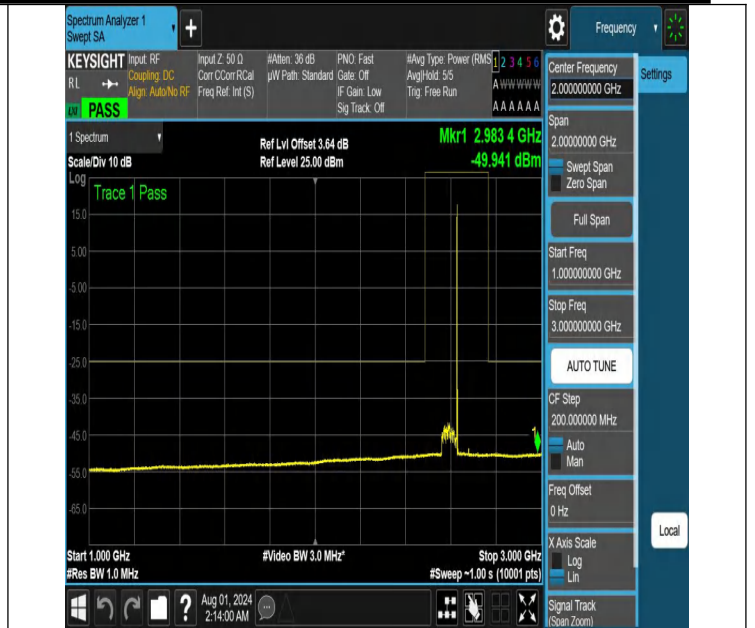 Spectrum Analyzer 1
Swept SA
Frequency
KEYSIGHT
RL
PASS
Input: RF
Coupling: DC
Align: Auto/No RF
Input Z: 50 Ω
Corr CCorr RCal
Freq Ref: Int (S)
#Atten: 36 dB
µW Path: Standard
PNO: Fast
Gate: Off
IF Gain: Low
Sig Track: Off
#Avg Type: Power (RMS
Avg|Hold: 5/5
Trig: Free Run
1 2 3 4 5 6
A W W W W W
A A A A A A
1 Spectrum
Scale/Div 10 dB
Ref Lvl Offset 3.64 dB
Ref Level 25.00 dBm
Mkr1 2.983 4 GHz
-49.941 dBm
Log
Trace 1 Pass
15.0
5.00
-5.00
-15.0
-25.0
-35.0
-45.0
-55.0
-65.0
1
Start 1.000 GHz
#Res BW 1.0 MHz
#Video BW 3.0 MHz*
Stop 3.000 GHz
#Sweep ~1.00 s (10001 pts)
Aug 01, 2024
2:14:00 AM
Center Frequency
2.000000000 GHz
Settings
Span
2.00000000 GHz
Swept Span
Zero Span
Full Span
Start Freq
1.000000000 GHz
Stop Freq
3.000000000 GHz
AUTO TUNE
CF Step
200.000000 MHz
Auto
Man
Freq Offset
0 Hz
X Axis Scale
Log
Lin
Local
Signal Track
(Span Zoom)